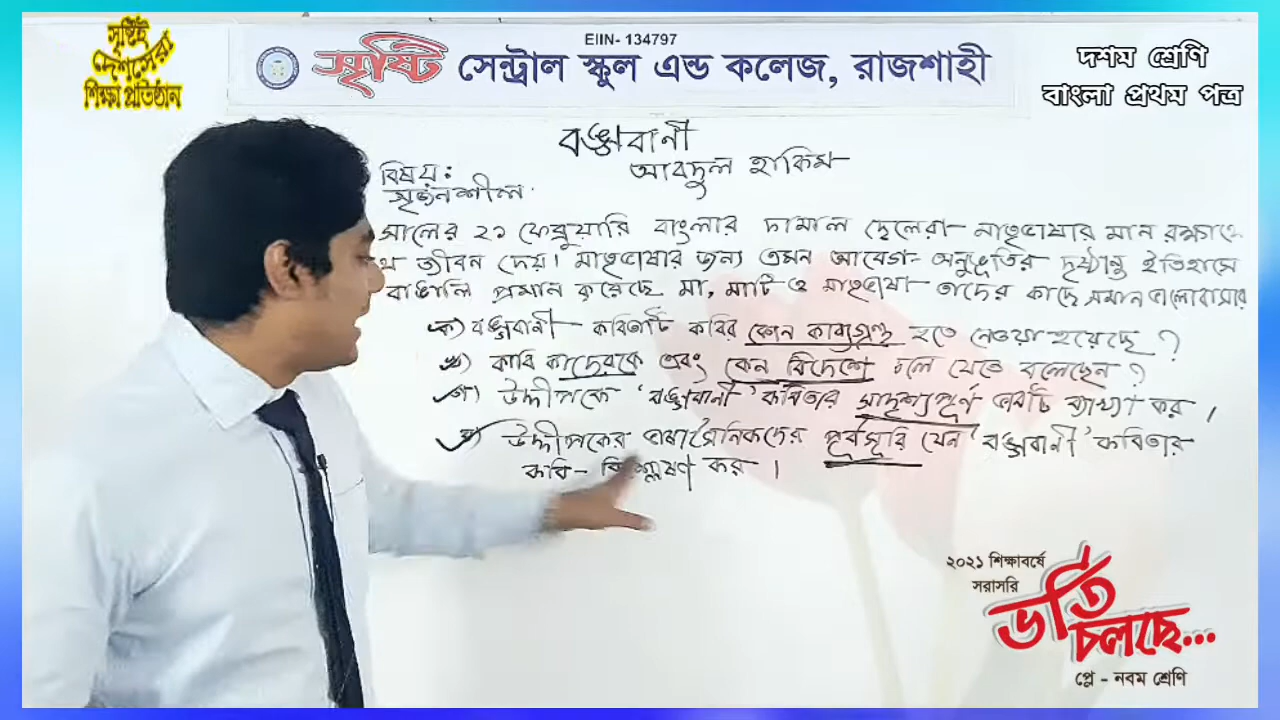 সৃষ্টিই
দেশসেরা
শিক্ষা প্রতিষ্ঠান
EIIN- 134797
সৃষ্টি সেন্ট্রাল স্কুল এন্ড কলেজ, রাজশাহী
দশম শ্রেণি
বাংলা প্রথম পত্র
বঙ্গবাণী
আবদুল হাকিম
বিষয়:
সৃজনশীল
সালের ২১ ফেব্রুয়ারি বাংলার দামাল ছেলেরা মাতৃভাষার মান রক্ষার্থে
জীবন দেয়। মাতৃভাষার জন্য এমন আবেগ-অনুভূতির দৃষ্টান্ত ইতিহাসে
বাঙালি প্রমান করেছে মা, মাটি ও মাতৃভাষা তাদের কাছে সমান ভালোবাসার
ক) বঙ্গবাণী কবিতাটি কবির কোন কাব্যগ্রন্থ হতে নেওয়া হয়েছে?
খ) কবি কাদেরকে এবং কেন বিদেশে চলে যেতে বলেছেন?
গ) উদ্দীপকে 'বঙ্গবাণী' কবিতার সাদৃশ্যপূর্ণ ব্যাখ্যা কর।
ঘ) উদ্দীপকের ভাষাসৈনিকদের পূর্বসূরি যেন 'বঙ্গবাণী' কবিতার
কবি- বিশ্লেষণ কর।
২০২১ শিক্ষাবর্ষে
সরাসরি
ভর্তি
চলছে...
প্লে - নবম শ্রেণি